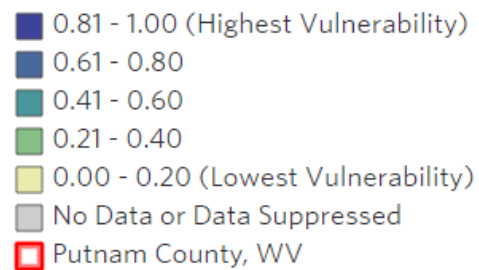 0.81 - 1.00 (Highest Vulnerability)
0.61 - 0.80
0.41 - 0.60
0.21 - 0.40
0.00 - 0.20 (Lowest Vulnerability)
No Data or Data Suppressed
Putnam County, WV